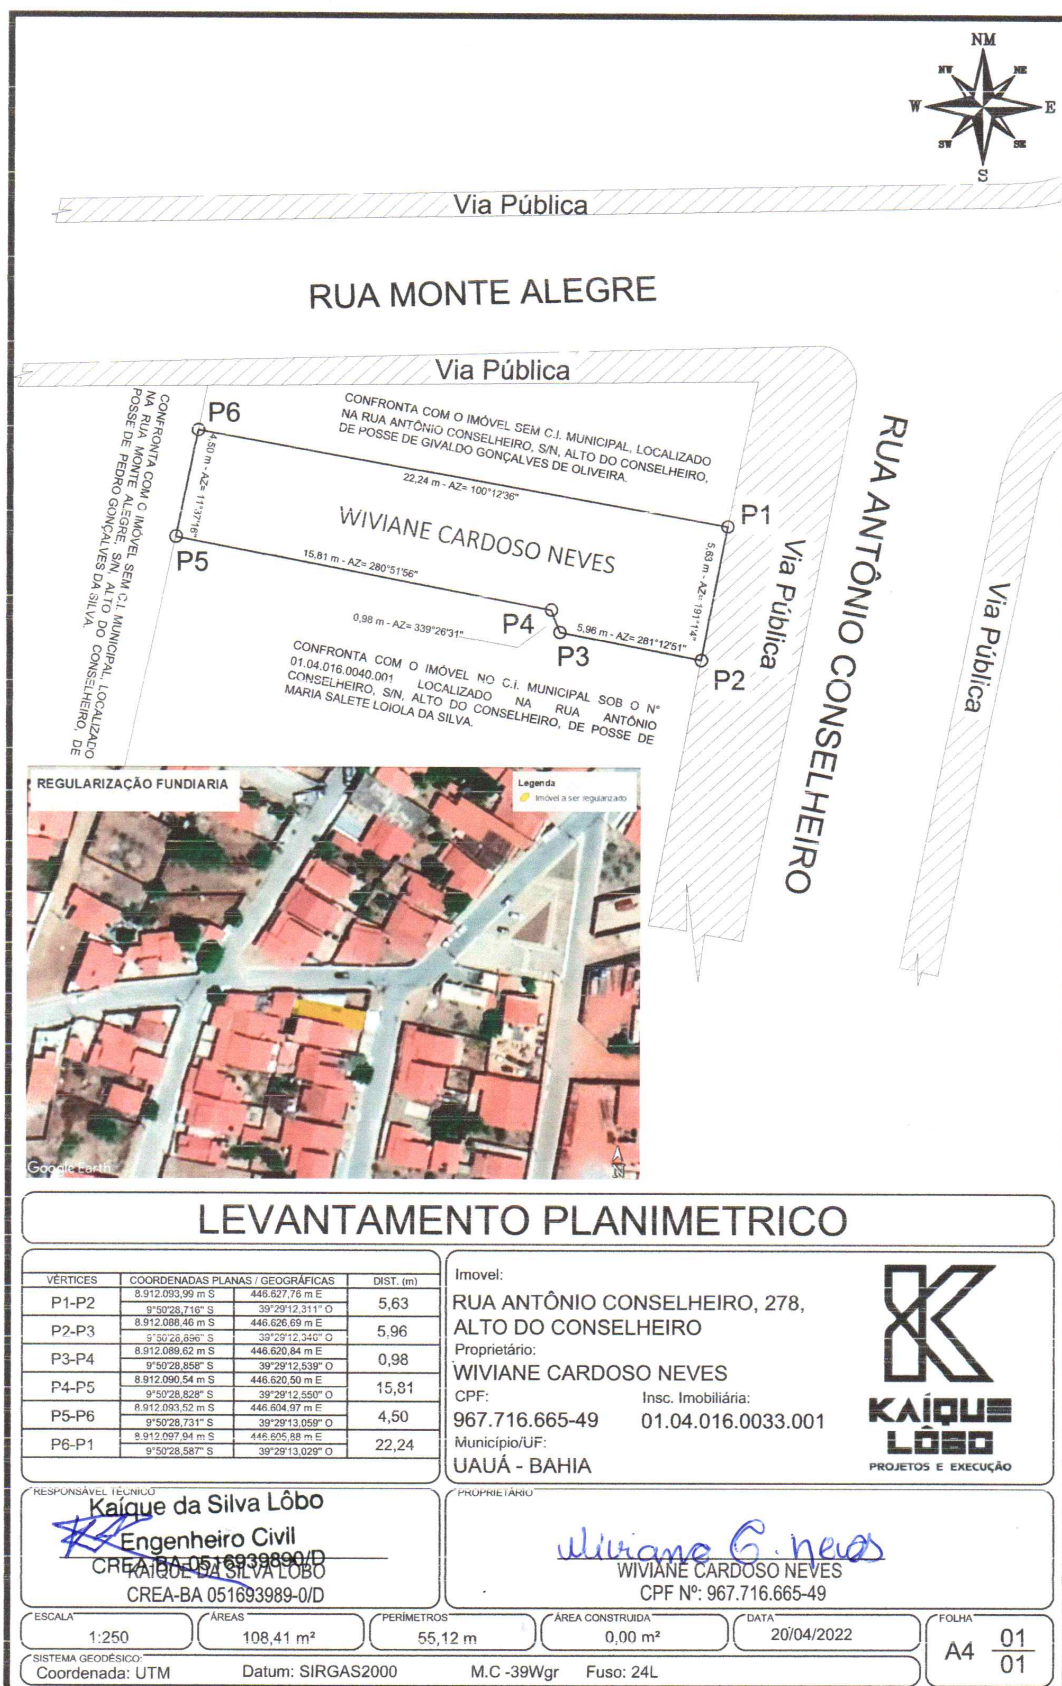 NM
NW
NE
W
E
SW
SE
S
Via Pública
RUA MONTE ALEGRE
Via Pública
P6
CONFRONTA COM O IMÓVEL SEM C.I. MUNICIPAL, LOCALIZADO
NA RUA ANTÔNIO CONSELHEIRO, S/N, ALTO DO CONSELHEIRO,
DE POSSE DE GIVALDO GONÇALVES DE OLIVEIRA.
CONFRONTA COM O IMÓVEL SEM C.I. MUNICIPAL, LOCALIZADO
NA RUA MONTE ALEGRE, S/N, ALTO DO CONSELHEIRO, DE
POSSE DE PEDRO GONÇALVES DA SILVA.
4,50 m - AZ= 11°37'16"
22,24 m - AZ= 100°12'36"
WIVIANE CARDOSO NEVES
P1
5,63 m - AZ= 191°1'4"
Via Pública
RUA ANTÔNIO CONSELHEIRO
Via Pública
P5
15,81 m - AZ= 280°51'56"
0,98 m - AZ= 339°26'31"
P4
P3
5,96 m - AZ= 281°12'51"
P2
CONFRONTA COM O IMÓVEL NO C.I. MUNICIPAL SOB O N°
01.04.016.0040.001 LOCALIZADO NA RUA ANTÔNIO
CONSELHEIRO, S/N, ALTO DO CONSELHEIRO, DE POSSE DE
MARIA SALETE LOIOLA DA SILVA.
REGULARIZAÇÃO FUNDIARIA
Legenda
Imóvel a ser regularizado
Google Earth
N
LEVANTAMENTO PLANIMETRICO
VÉRTICES COORDENADAS PLANAS / GEOGRÁFICAS DIST. (m)
P1-P2 8.912.093,99 m S 446.627,76 m E 5,63
9°50'28,716" S 39°29'12,311" O
P2-P3 8.912.088,46 m S 446.626,69 m E 5,96
9°50'28,896" S 39°29'12,346" O
P3-P4 8.912.089,62 m S 446.620,84 m E 0,98
9°50'28,858" S 39°29'12,539" O
P4-P5 8.912.090,54 m S 446.620,50 m E 15,81
9°50'28,828" S 39°29'12,550" O
P5-P6 8.912.093,52 m S 446.604,97 m E 4,50
9°50'28,731" S 39°29'13,059" O
P6-P1 8.912.097,94 m S 446.605,88 m E 22,24
9°50'28,587" S 39°29'13,029" O
Imovel:
RUA ANTÔNIO CONSELHEIRO, 278,
ALTO DO CONSELHEIRO
Proprietário:
WIVIANE CARDOSO NEVES
CPF: Insc. Imobiliária:
967.716.665-49 01.04.016.0033.001
Município/UF:
UAUÁ - BAHIA
KAÍQUE
LÔBO
PROJETOS E EXECUÇÃO
RESPONSÁVEL TÉCNICO
Kaíque da Silva Lôbo
Engenheiro Civil
CREA-BA 0516939890/D
KAIQUE DA SILVA LOBO
CREA-BA 051693989-0/D
PROPRIETÁRIO
Wiviane C. Neves
WIVIANE CARDOSO NEVES
CPF Nº: 967.716.665-49
ESCALA
1:250
ÁREAS
108,41 m²
PERÍMETROS
55,12 m
ÁREA CONSTRUIDA
0,00 m²
DATA
20/04/2022
FOLHA
A4 01
01
SISTEMA GEODÉSICO:
Coordenada: UTM Datum: SIRGAS2000 M.C -39Wgr Fuso: 24L